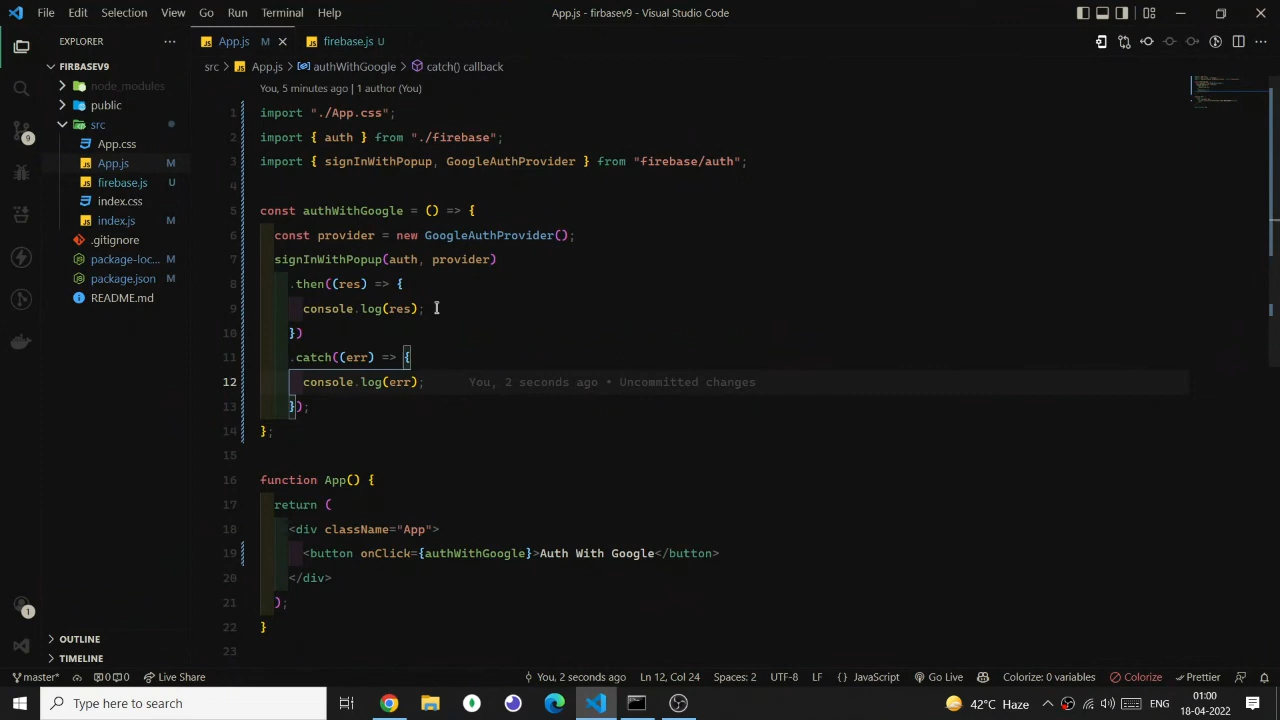 File Edit Selection View Go Run Terminal Help
App.js - firbasev9 - Visual Studio Code
EXPLORER
App.js M
firebase.js U
src > App.js > authWithGoogle > catch() callback
FIRBASEV9
node_modules
public
src
App.css
App.js M
firebase.js U
index.css
index.js M
.gitignore
package-loc... M
package.json M
README.md
OUTLINE
TIMELINE
9
1
You, 5 minutes ago | 1 author (You)
1 import "./App.css";
2 import { auth } from "./firebase";
3 import { signInWithPopup, GoogleAuthProvider } from "firebase/auth";
4
5 const authWithGoogle = () => {
6 const provider = new GoogleAuthProvider();
7 signInWithPopup(auth, provider)
8 .then((res) => {
9 console.log(res);
10 })
11 .catch((err) => {
12 console.log(err); You, 2 seconds ago • Uncommitted changes
13 });
14 };
15
16 function App() {
17 return (
18 <div className="App">
19 <button onClick={authWithGoogle}>Auth With Google</button>
20 </div>
21 );
22 }
23
master* 0 0 Live Share You, 2 seconds ago Ln 12, Col 24 Spaces: 2 UTF-8 LF { } JavaScript Go Live Colorize: 0 variables Colorize Prettier
Type here to search
42°C Haze ENG 01:00
18-04-2022